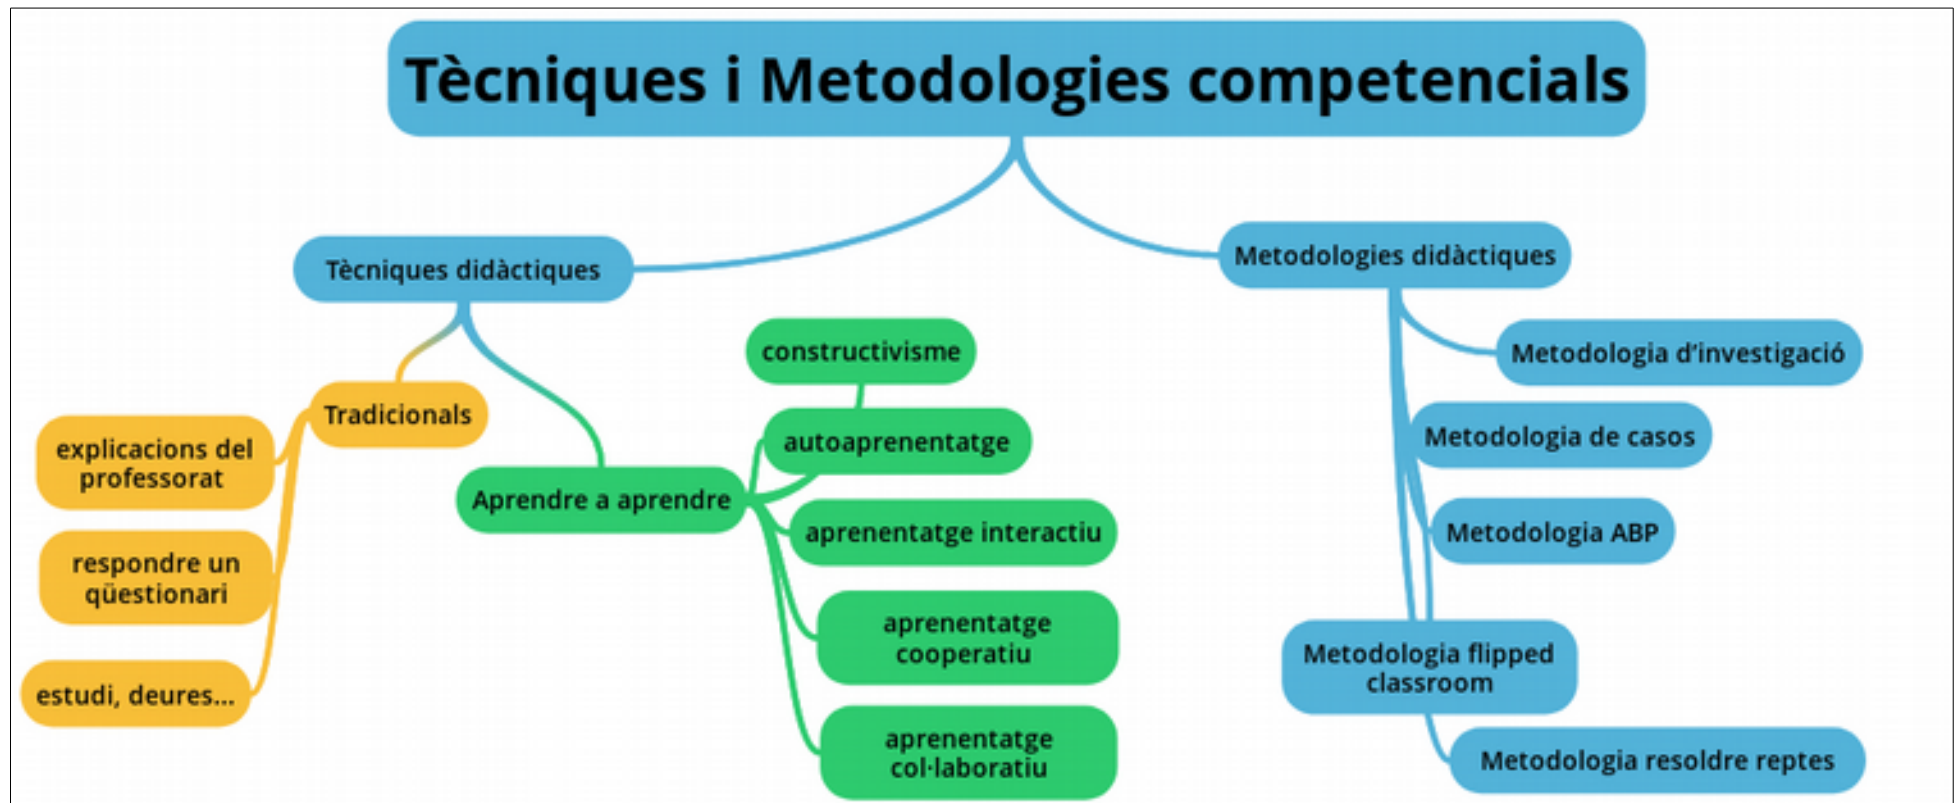 Tècniques i Metodologies competencials
Tècniques didàctiques
Tradicionals
explicacions del
professorat
respondre un
qüestionari
estudi, deures...
Aprendre a aprendre
constructivisme
autoaprenentatge
aprenentatge interactiu
aprenentatge
cooperatiu
aprenentatge
col·laboratiu
Metodologies didàctiques
Metodologia d’investigació
Metodologia de casos
Metodologia ABP
Metodologia flipped
classroom
Metodologia resoldre reptes